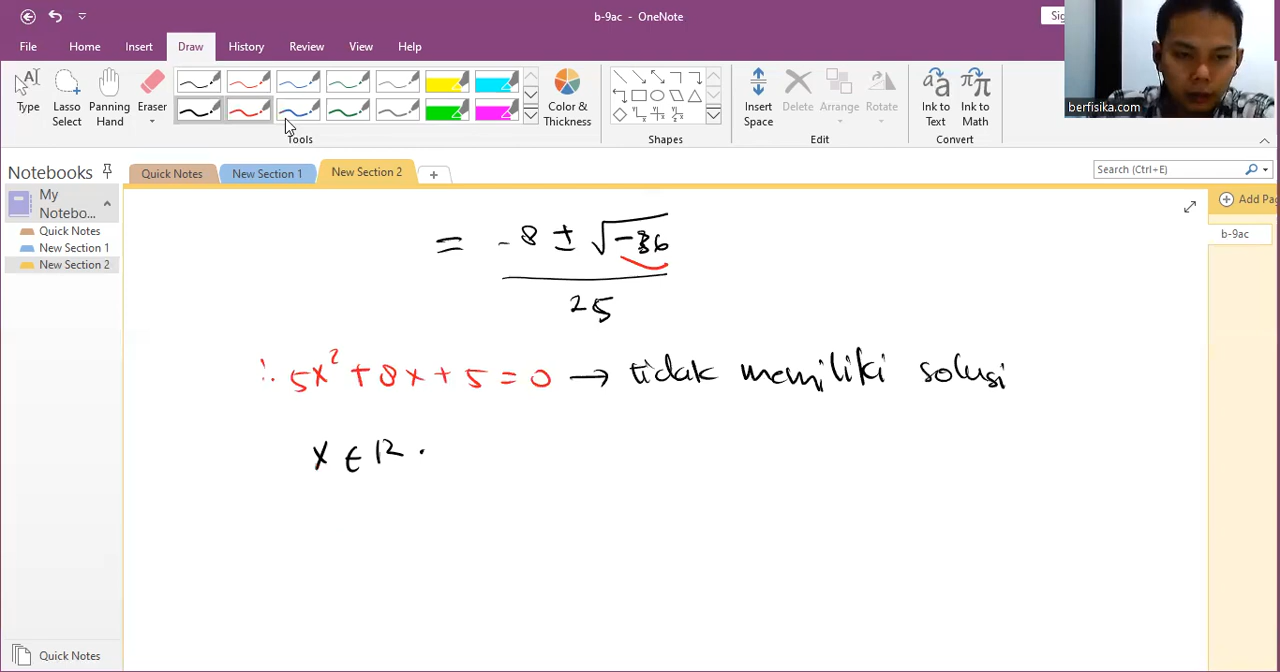 b-9ac - OneNote
File Home Insert Draw History Review View Help
berfisika.com
Type Lasso Select Panning Hand Eraser Color & Thickness Insert Space Delete Arrange Rotate Ink to Text Ink to Math
Tools Shapes Edit Convert
Notebooks Quick Notes New Section 1 New Section 2 + Search (Ctrl+E)
My Notebo...
Quick Notes
New Section 1
New Section 2
Add Pag
b-9ac
= -8 ± √-36
25
∴ 5x² + 8x + 5 = 0 → tidak memiliki solusi
x ∈ R .
Quick Notes